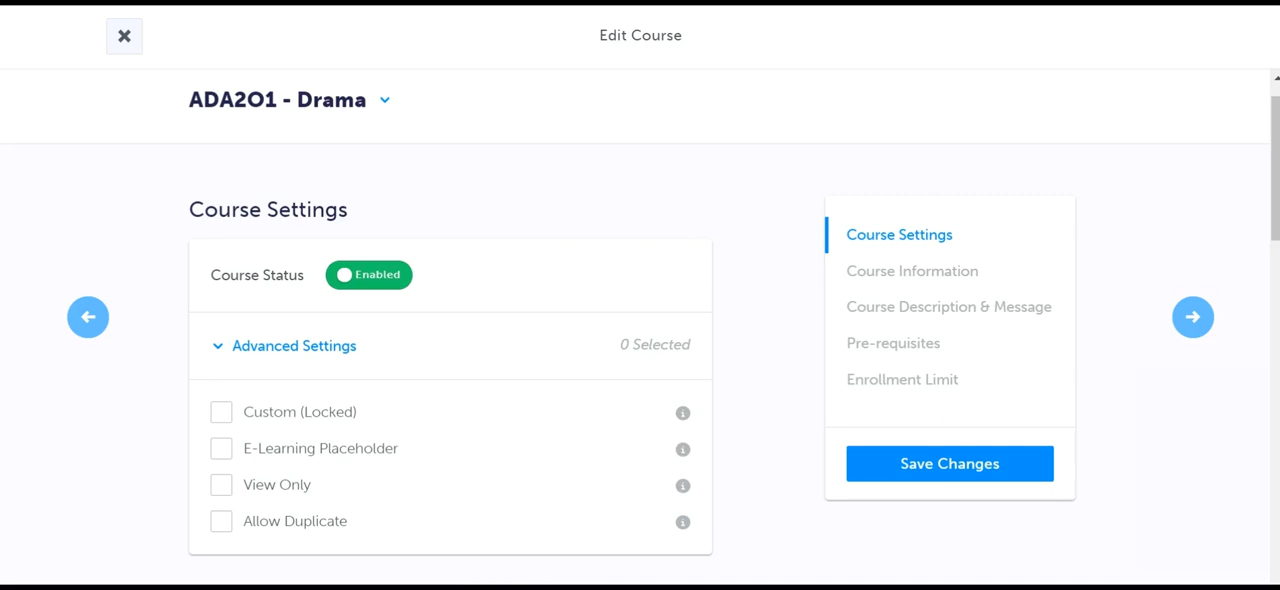 Edit Course
ADA2O1 - Drama
Course Settings
Course Status Enabled
Advanced Settings 0 Selected
Custom (Locked)
E-Learning Placeholder
View Only
Allow Duplicate
Course Settings
Course Information
Course Description & Message
Pre-requisites
Enrollment Limit
Save Changes